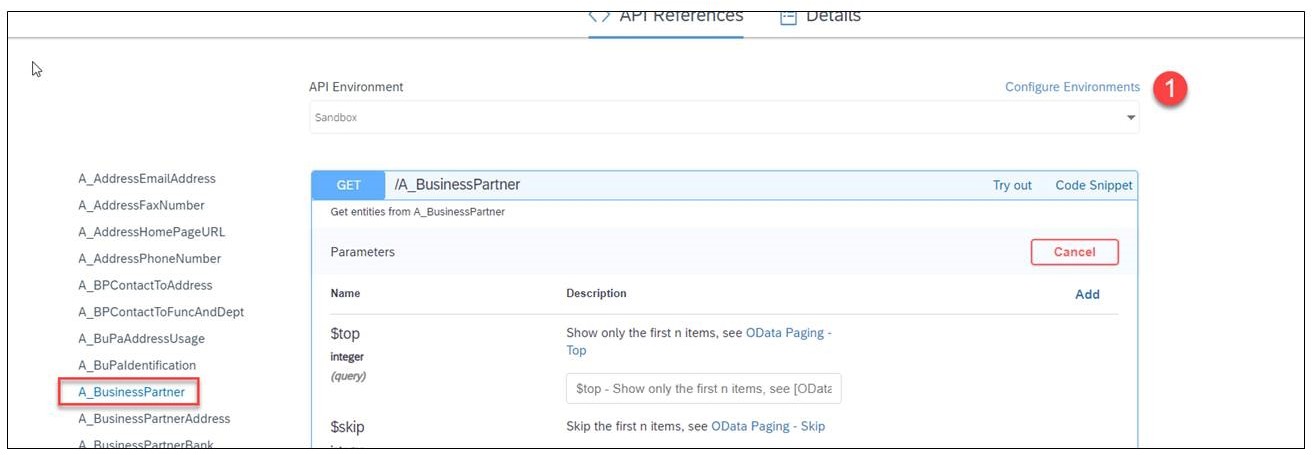 API References
Details
API Environment
Configure Environments
1
Sandbox
A_AddressEmailAddress
A_AddressFaxNumber
A_AddressHomePageURL
A_AddressPhoneNumber
A_BPContactToAddress
A_BPContactToFuncAndDept
A_BuPaAddressUsage
A_BuPaIdentification
A_BusinessPartner
A_BusinessPartnerAddress
A_BusinessPartnerBank
GET /A_BusinessPartner
Try out
Code Snippet
Get entities from A_BusinessPartner
Parameters
Cancel
Name
Description
Add
$top
integer
(query)
Show only the first n items, see OData Paging -
Top
$top - Show only the first n items, see [OData
$skip
Skip the first n items, see OData Paging - Skip